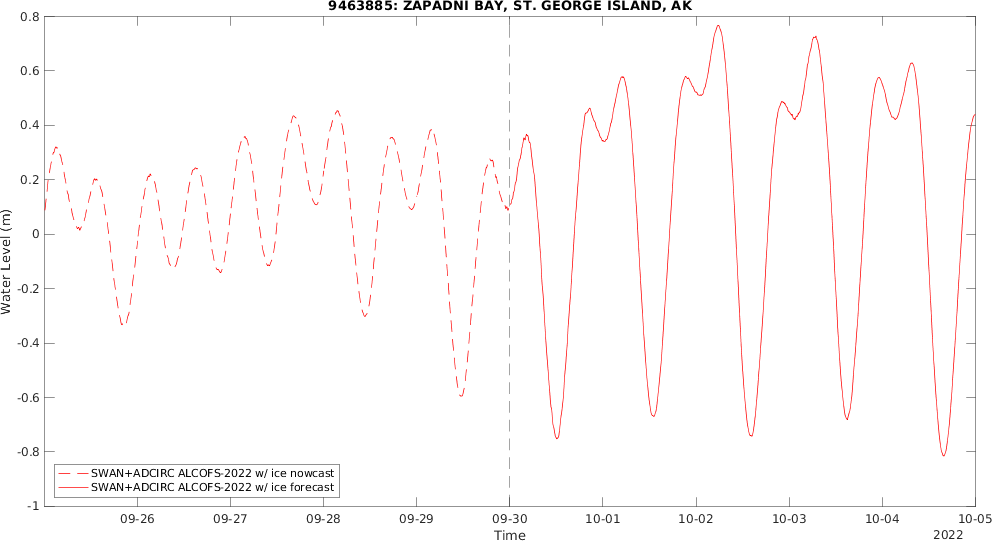 9463885: ZAPADNI BAY, ST. GEORGE ISLAND, AK
0.8
0.6
0.4
0.2
0
-0.2
-0.4
-0.6
-0.8
-1
Water Level (m)
SWAN+ADCIRC ALCOFS-2022 w/ ice nowcast
SWAN+ADCIRC ALCOFS-2022 w/ ice forecast
09-26 09-27 09-28 09-29 09-30 10-01 10-02 10-03 10-04 10-05
Time
2022